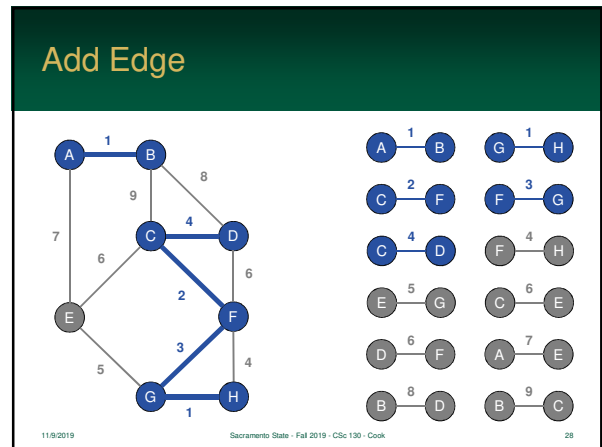 Add Edge
1
A B
8
9
4
C D
7
6
6
2
E F
3
5
4
G H
1
1
A B
1
G H
2
C F
3
F G
4
C D
4
F H
5
E G
6
C E
6
D F
7
A E
8
B D
9
B C
11/9/2019 Sacramento State - Fall 2019 - CSc 130 - Cook 28